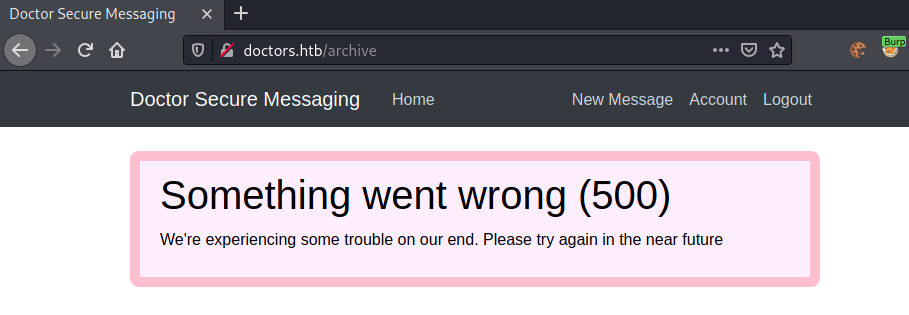 Doctor Secure Messaging
doctors.htb/archive
Burp
Doctor Secure Messaging Home New Message Account Logout
Something went wrong (500)
We're experiencing some trouble on our end. Please try again in the near future